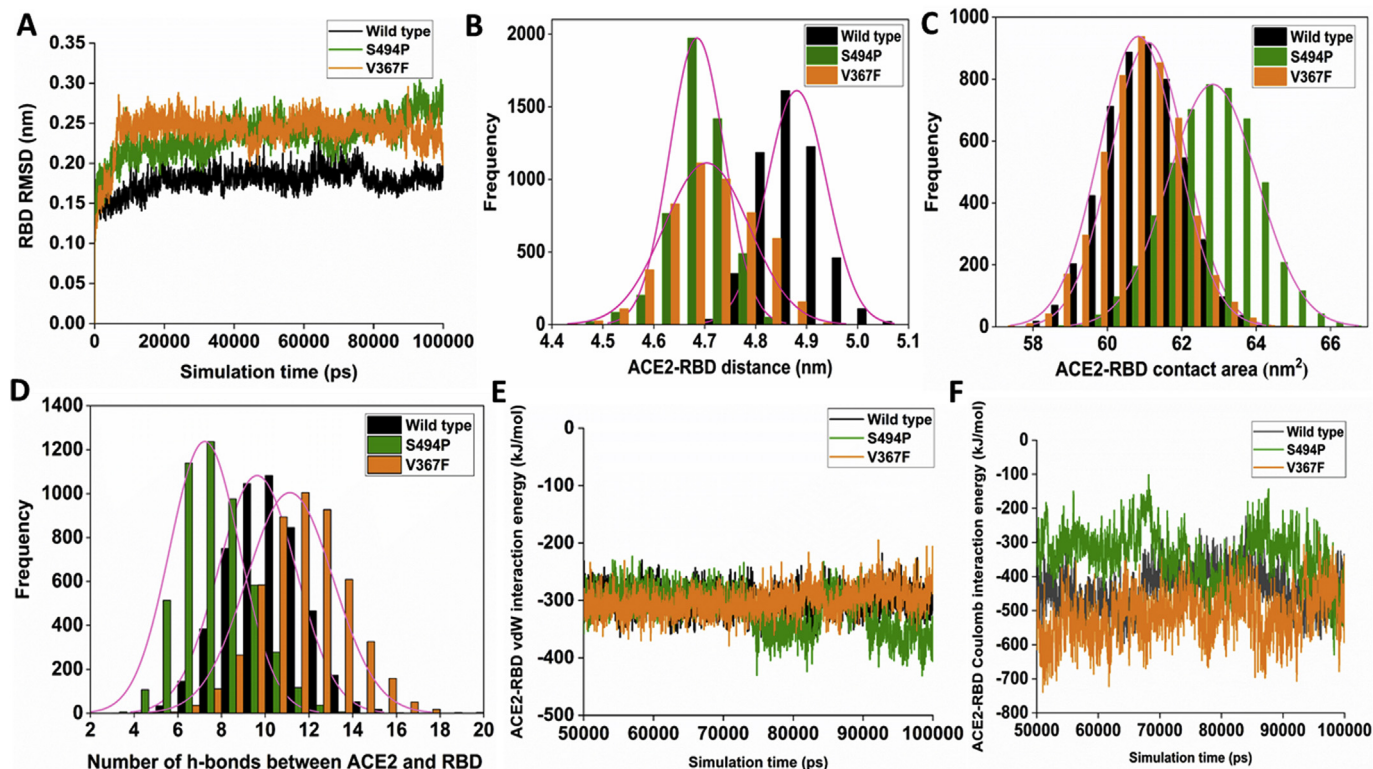 A
Wild type
S494P
V367F
0.35
0.30
0.25
0.20
0.15
0.10
0.05
0.00
RBD RMSD (nm)
0 20000 40000 60000 80000 100000
Simulation time (ps)
B
Wild type
S494P
V367F
2000
1500
1000
500
0
Frequency
4.4 4.5 4.6 4.7 4.8 4.9 5.0 5.1
ACE2-RBD distance (nm)
C
Wild type
S494P
V367F
1000
800
600
400
200
0
Frequency
58 60 62 64 66
ACE2-RBD contact area (nm²)
D
Wild type
S494P
V367F
1400
1200
1000
800
600
400
200
0
Frequency
2 4 6 8 10 12 14 16 18 20
Number of h-bonds between ACE2 and RBD
E
Wild type
S494P
V367F
0
-100
-200
-300
-400
-500
ACE2-RBD vdW interaction energy (kJ/mol)
50000 60000 70000 80000 90000 100000
Simulation time (ps)
F
Wild type
S494P
V367F
0
-100
-200
-300
-400
-500
-600
-700
-800
ACE2-RBD Coulomb interaction energy (kJ/mol)
50000 60000 70000 80000 90000 100000
Simulation time (ps)